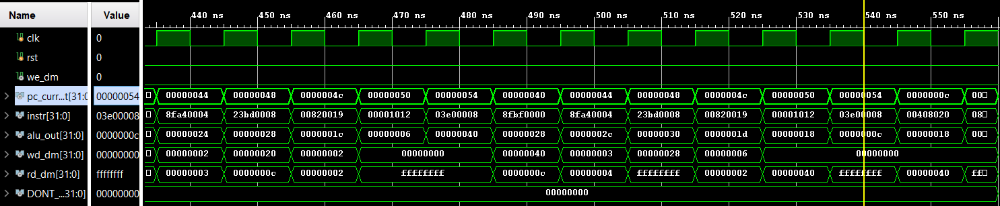 Name Value 440 ns 450 ns 460 ns 470 ns 480 ns 490 ns 500 ns 510 ns 520 ns 530 ns 540 ns 550 ns
clk 0
rst 0
we_dm 0
pc_curr...t[31:0 00000054 00000044 00000048 0000004c 00000050 00000054 00000040 00000044 00000048 0000004c 00000050 00000054 0000000c 00
instr[31:0] 03e00008 8fa40004 23bd0008 00820019 00001012 03e00008 8fbf0000 8fa40004 23bd0008 00820019 00001012 03e00008 00408020 08
alu_out[31:0] 0000000c 00000024 00000028 0000001c 00000006 00000040 00000028 0000002c 00000030 0000001d 00000018 0000000c 00000018 00
wd_dm[31:0] 00000000 00000002 00000020 00000002 00000000 00000040 00000003 00000028 00000006 00000000
rd_dm[31:0] ffffffff 00000003 0000000c 00000002 ffffffff 0000000c 00000004 ffffffff 00000002 00000040 ffffffff 00000040 ff
DONT_...31:0] 00000000 00000000